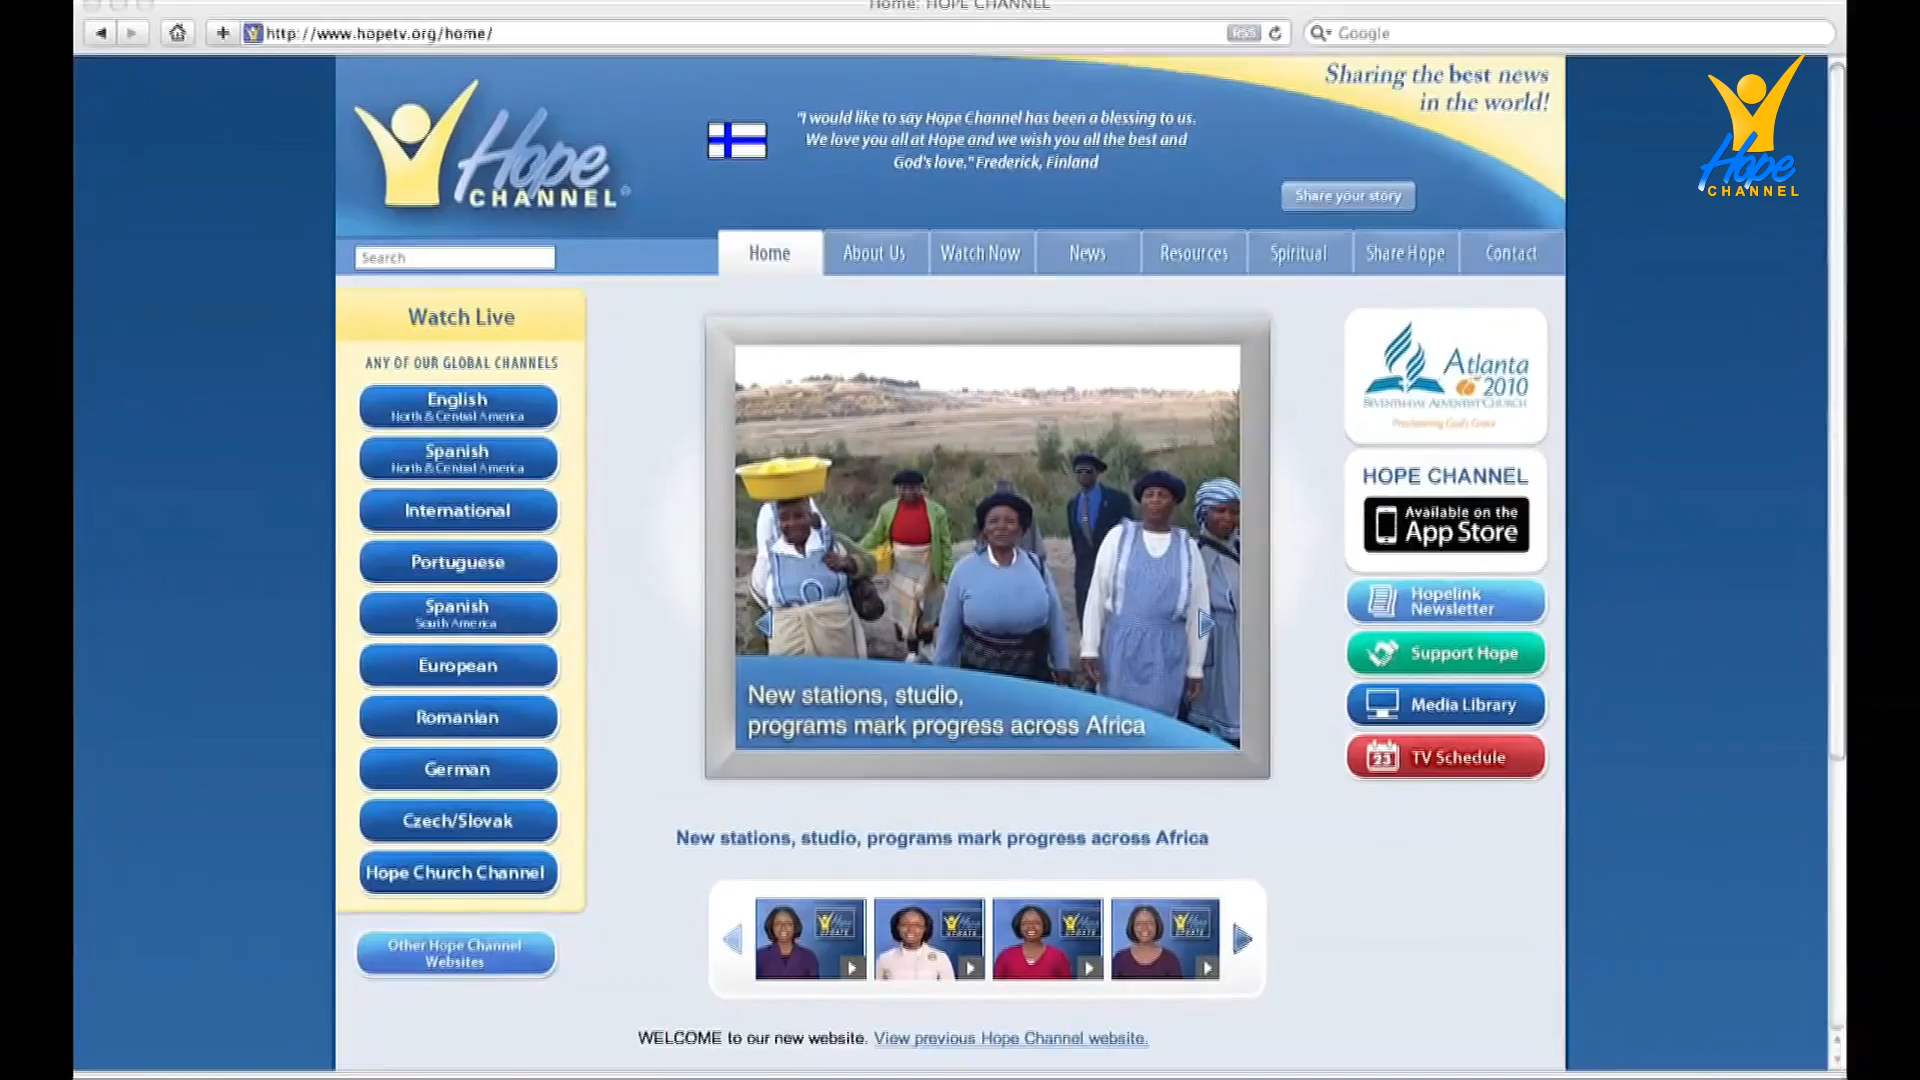 Home: HOPE CHANNEL
http://www.hopetv.org/home/
RSS
Google
Sharing the best news
in the world!
"I would like to say Hope Channel has been a blessing to us.
We love you all at Hope and we wish you all the best and
God's love." Frederick, Finland
Hope
CHANNEL®
Hope
CHANNEL
Share your story
Search
Home
About Us
Watch Now
News
Resources
Spiritual
Share Hope
Contact
Watch Live
ANY OF OUR GLOBAL CHANNELS
English
North & Central America
Spanish
North & Central America
International
Portuguese
Spanish
South America
European
Romanian
German
Czech/Slovak
Hope Church Channel
Other Hope Channel
Websites
New stations, studio,
programs mark progress across Africa
New stations, studio, programs mark progress across Africa
WELCOME to our new website. View previous Hope Channel website.
Atlanta
2010
SEVENTH-DAY ADVENTIST CHURCH
Proclaiming God's Grace
HOPE CHANNEL
Available on the
App Store
Hopelink
Newsletter
Support Hope
Media Library
23
TV Schedule